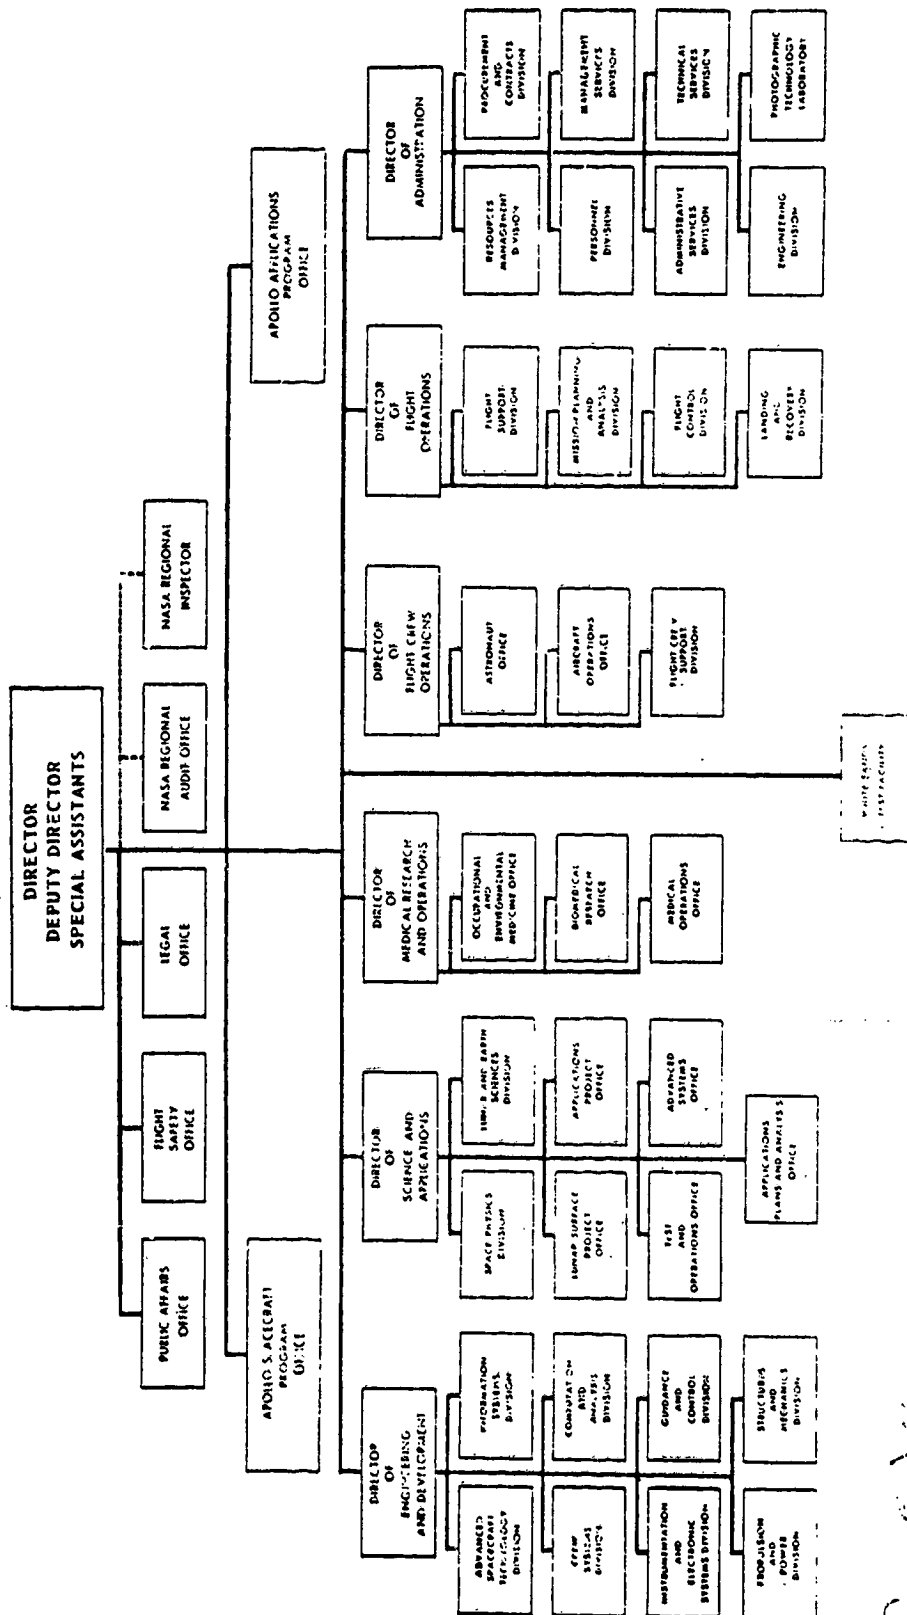 DIRECTOR
DEPUTY DIRECTOR
SPECIAL ASSISTANTS
PUBLIC AFFAIRS
OFFICE
FLIGHT
SAFETY
OFFICE
LEGAL
OFFICE
NASA REGIONAL
AUDIT OFFICE
NASA REGIONAL
INSPECTOR
APOLLO SPACECRAFT
PROGRAM
OFFICE
APOLLO APPLICATIONS
PROGRAM
OFFICE
DIRECTOR
OF
ENGINEERING
AND DEVELOPMENT
ADVANCED
SPACECRAFT
TECHNOLOGY
DIVISION
INFORMATION
SYSTEMS
DIVISION
CREW
SYSTEMS
DIVISION
COMPUTATION
AND
ANALYSIS
DIVISION
INSTRUMENTATION
AND
ELECTRONIC
SYSTEMS DIVISION
GUIDANCE
AND
CONTROL
DIVISION
PROPULSION
AND
POWER
DIVISION
STRUCTURES
AND
MECHANICS
DIVISION
DIRECTOR
OF
SCIENCE AND
APPLICATIONS
SPACE PHYSICS
DIVISION
LUNAR AND EARTH
SCIENCES
DIVISION
LUNAR SURFACE
PROJECT
OFFICE
APPLICATIONS
PROJECT
OFFICE
TEST
AND
OPERATIONS OFFICE
ADVANCED
SYSTEMS
OFFICE
APPLICATIONS
PLANS AND ANALYSIS
OFFICE
DIRECTOR
OF
MEDICAL RESEARCH
AND OPERATIONS
OCCUPATIONAL
AND
ENVIRONMENTAL
MEDICINE OFFICE
BIOMEDICAL
RESEARCH
OFFICE
MEDICAL
OPERATIONS
OFFICE
WHITE SANDS
TEST FACILITY
DIRECTOR
OF
FLIGHT CREW
OPERATIONS
ASTRONAUT
OFFICE
AIRCRAFT
OPERATIONS
OFFICE
FLIGHT CREW
SUPPORT
DIVISION
DIRECTOR
OF
FLIGHT
OPERATIONS
FLIGHT
SUPPORT
DIVISION
MISSION PLANNING
AND
ANALYSIS
DIVISION
FLIGHT
CONTROL
DIVISION
LANDING
AND
RECOVERY
DIVISION
DIRECTOR
OF
ADMINISTRATION
RESOURCES
MANAGEMENT
DIVISION
PROCUREMENT
AND
CONTRACTS
DIVISION
PERSONNEL
DIVISION
MANAGEMENT
SERVICES
DIVISION
ADMINISTRATIVE
SERVICES
DIVISION
TECHNICAL
SERVICES
DIVISION
ENGINEERING
DIVISION
PHOTOGRAPHIC
TECHNOLOGY
LABORATORY